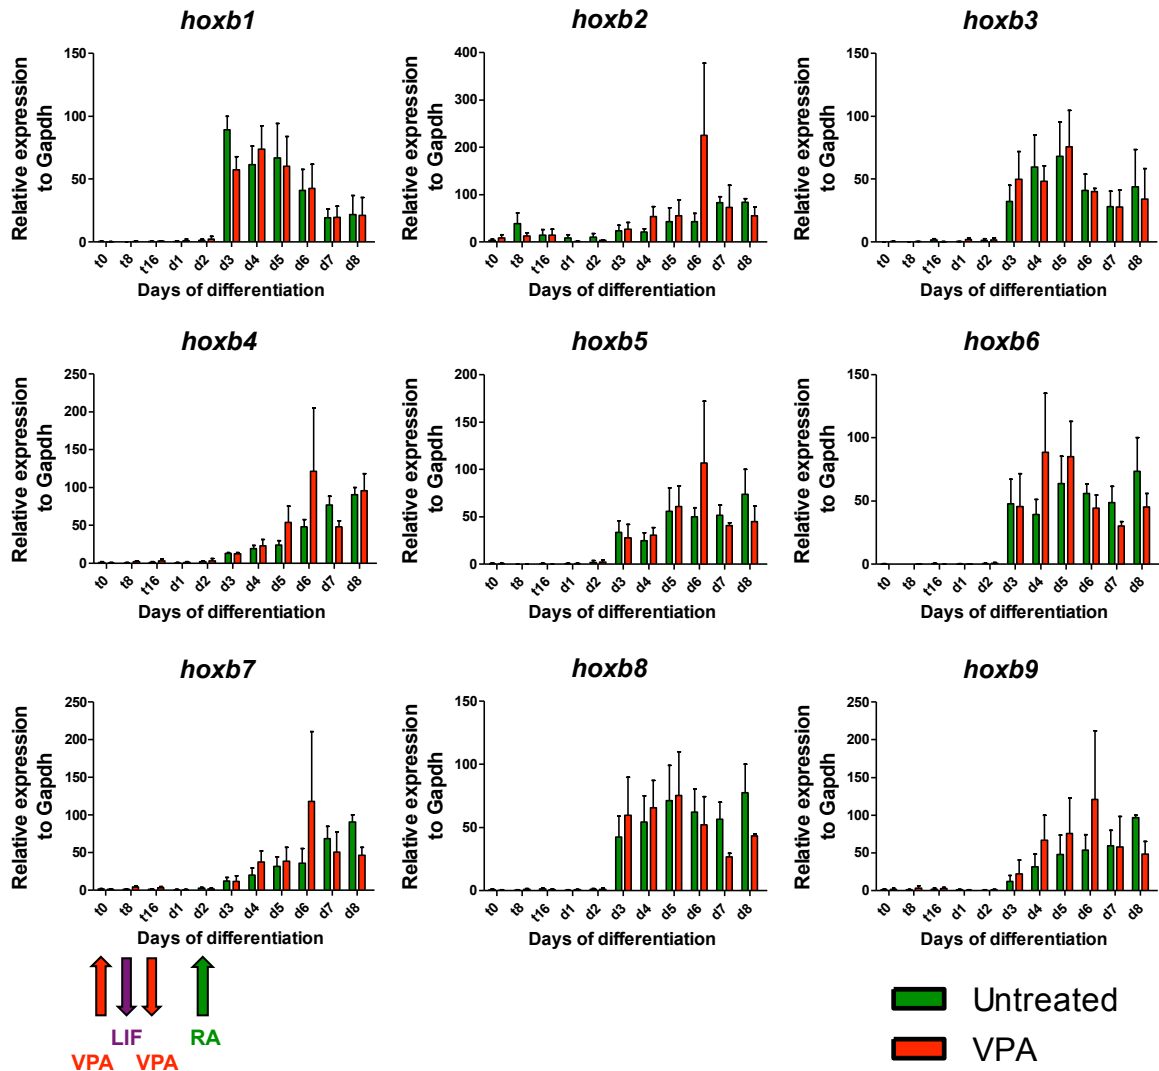 hoxb1
Relative expression
to Gapdh
150
100
50
0
t0 t8 t16 d1 d2 d3 d4 d5 d6 d7 d8
Days of differentiation
hoxb2
Relative expression
to Gapdh
400
300
200
100
0
t0 t8 t16 d1 d2 d3 d4 d5 d6 d7 d8
Days of differentiation
hoxb3
Relative expression
to Gapdh
150
100
50
0
t0 t8 t16 d1 d2 d3 d4 d5 d6 d7 d8
Days of differentiation
hoxb4
Relative expression
to Gapdh
250
200
150
100
50
0
t0 t8 t16 d1 d2 d3 d4 d5 d6 d7 d8
Days of differentiation
hoxb5
Relative expression
to Gapdh
200
150
100
50
0
t0 t8 t16 d1 d2 d3 d4 d5 d6 d7 d8
Days of differentiation
hoxb6
Relative expression
to Gapdh
150
100
50
0
t0 t8 t16 d1 d2 d3 d4 d5 d6 d7 d8
Days of differentiation
hoxb7
Relative expression
to Gapdh
250
200
150
100
50
0
t0 t8 t16 d1 d2 d3 d4 d5 d6 d7 d8
Days of differentiation
hoxb8
Relative expression
to Gapdh
150
100
50
0
t0 t8 t16 d1 d2 d3 d4 d5 d6 d7 d8
Days of differentiation
hoxb9
Relative expression
to Gapdh
250
200
150
100
50
0
t0 t8 t16 d1 d2 d3 d4 d5 d6 d7 d8
Days of differentiation
LIF RA
VPA VPA
Untreated
VPA